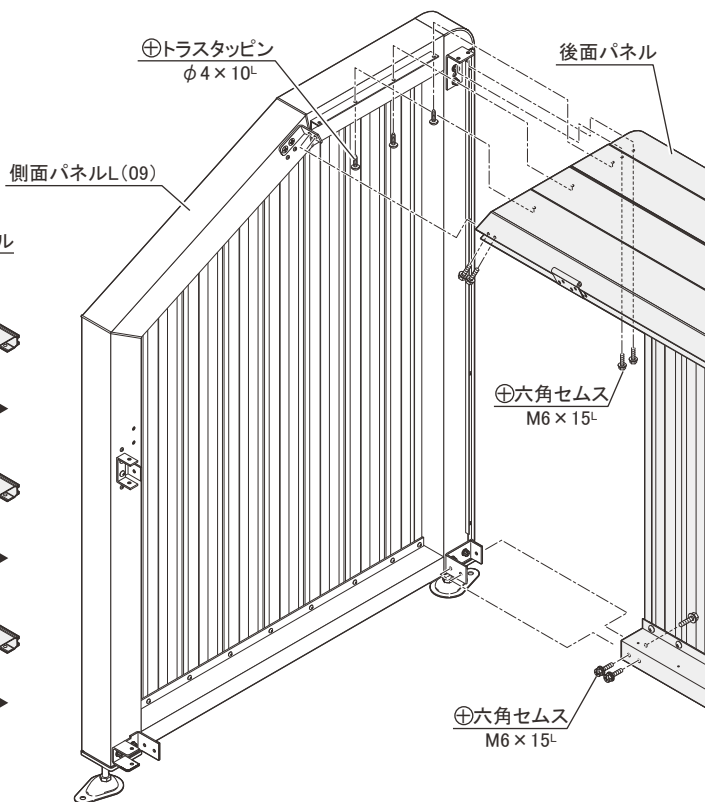 ⊕トラスタッピン
φ4×10L
後面パネル
側面パネルL(09)
ル
⊕六角セムス
M6×15L
⊕六角セムス
M6×15L